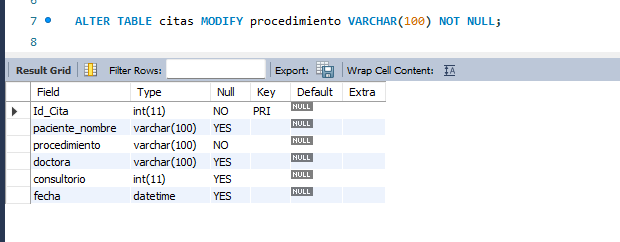 6
7 ALTER TABLE citas MODIFY procedimiento VARCHAR(100) NOT NULL;
8
Result Grid Filter Rows: Export: Wrap Cell Content: IA
Field Type Null Key Default Extra
Id_Cita int(11) NO PRI NULL
paciente_nombre varchar(100) YES NULL
procedimiento varchar(100) NO NULL
doctora varchar(100) YES NULL
consultorio int(11) YES NULL
fecha datetime YES NULL